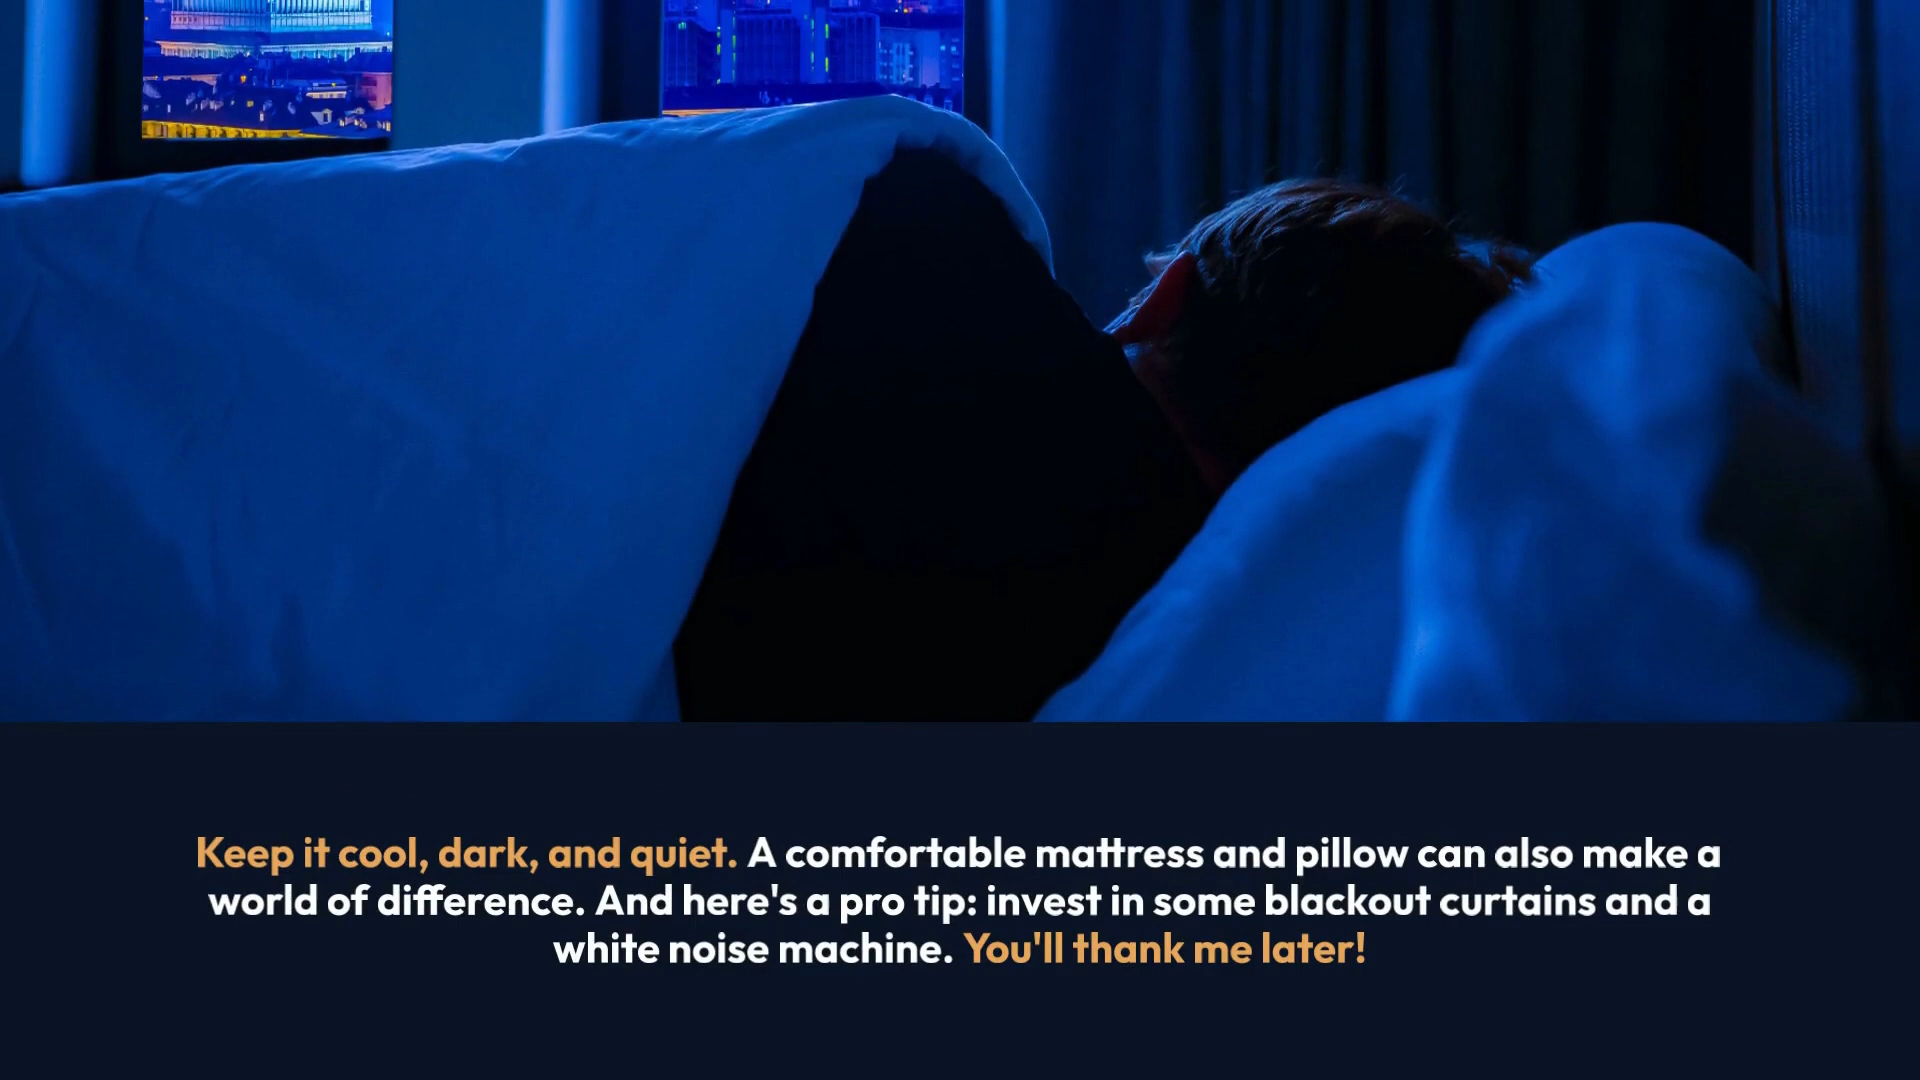 Keep it cool, dark, and quiet. A comfortable mattress and pillow can also make a
world of difference. And here's a pro tip: invest in some blackout curtains and a
white noise machine. You'll thank me later!